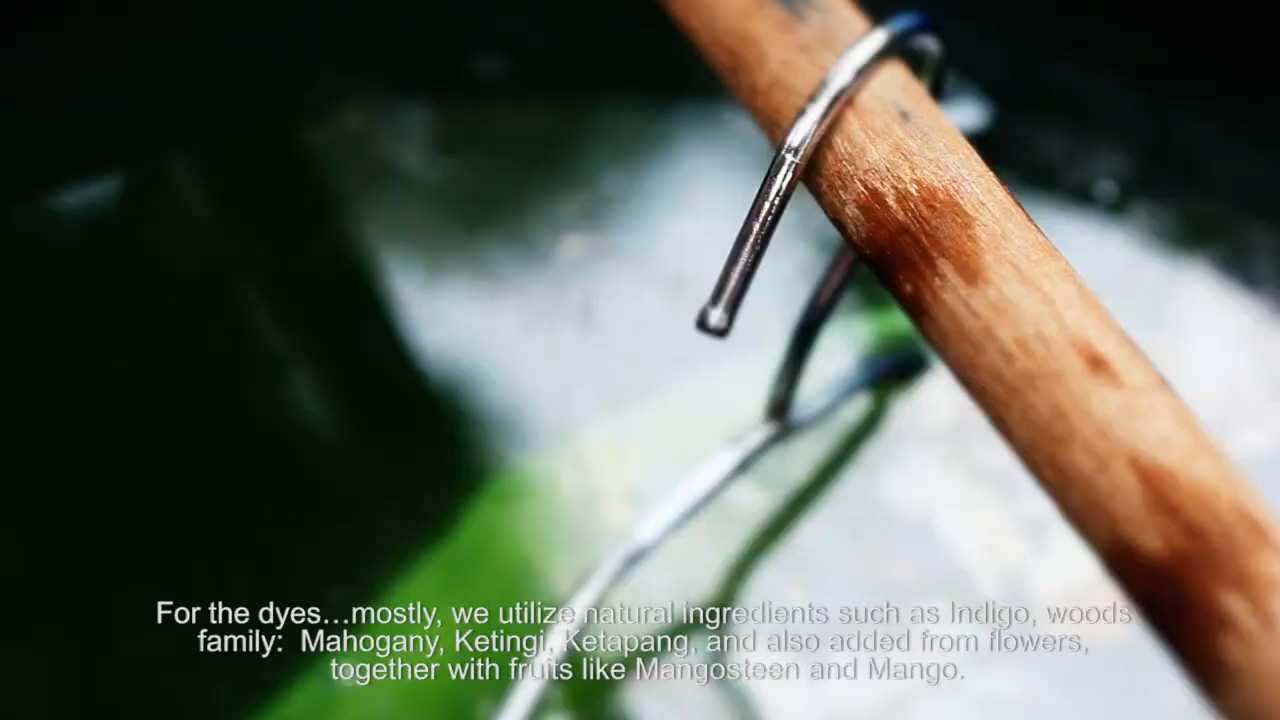 For the dyes...mostly, we utilize natural ingredients such as Indigo, woods
family:  Mahogany, Ketingi, Ketapang, and also added from flowers,
together with fruits like Mangosteen and Mango.